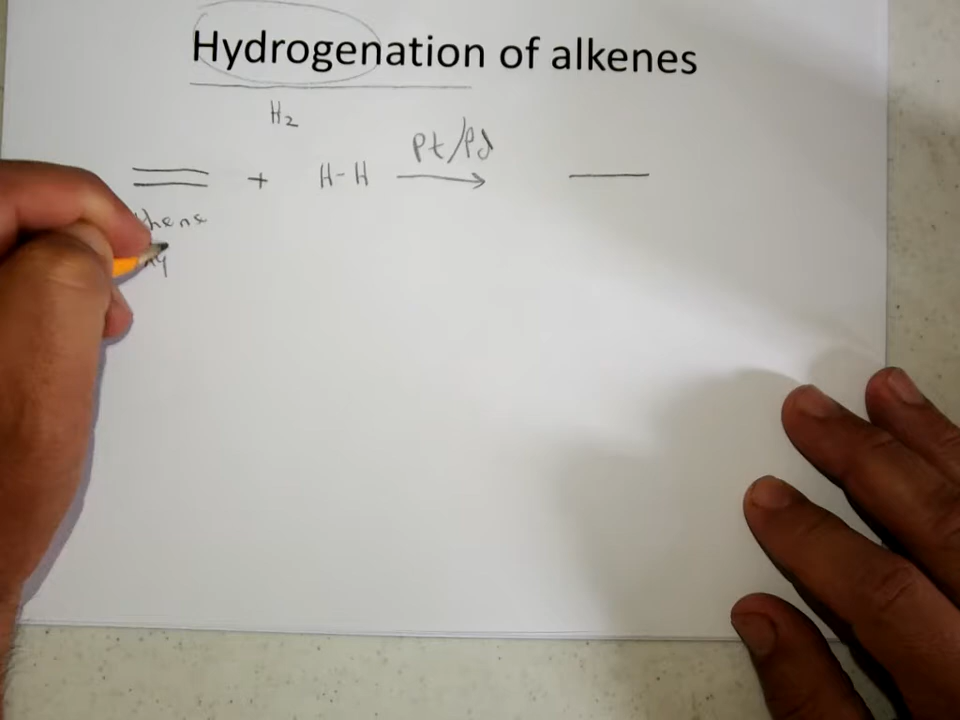 Hydrogenation of alkenes
H2
Pt/Pd
+ H-H